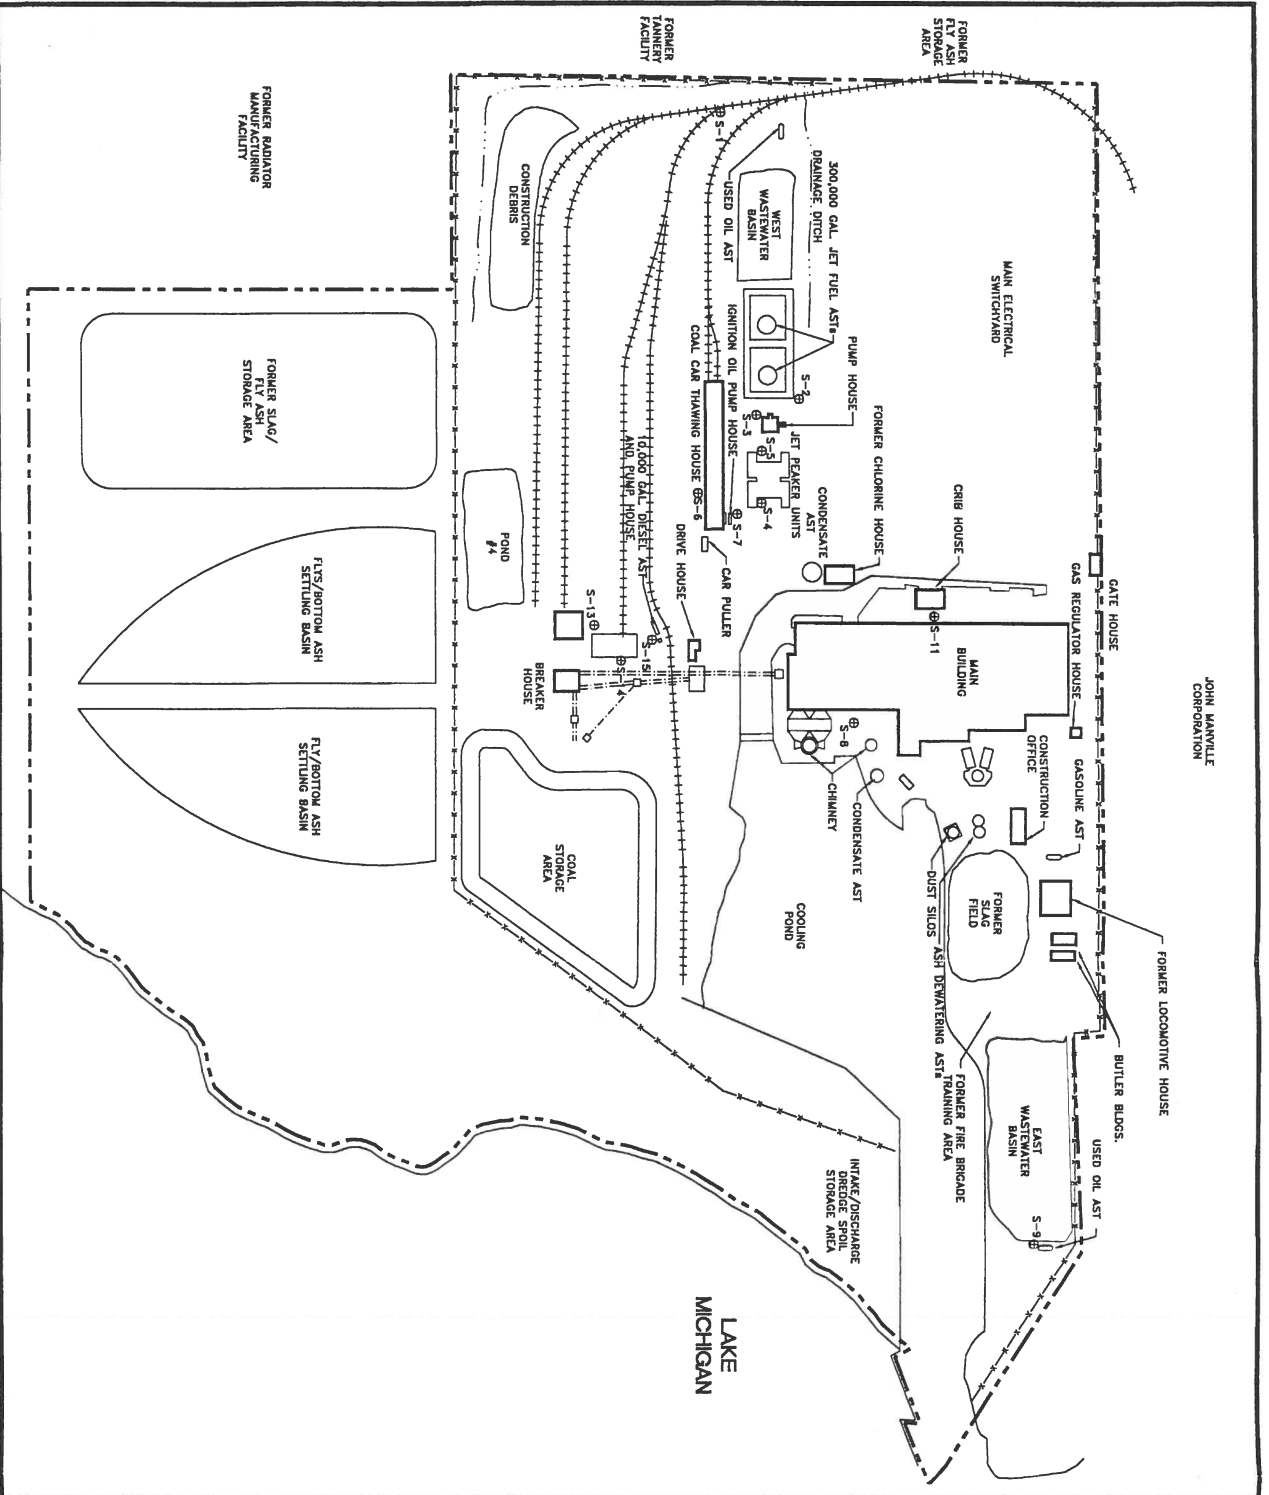 JOHN MANVILLE
CORPORATION
FORMER LOCOMOTIVE HOUSE
BUTLER BLDGS.
USED OIL AST
GATE HOUSE
GAS REGULATOR HOUSE
GASOLINE AST
CONSTRUCTION
OFFICE
FORMER
FLY ASH
STORAGE
AREA
MAIN ELECTRICAL
SWITCHYARD
CRIB HOUSE
S-11
MAIN
BUILDING
FORMER
SLAG
FIELD
EAST
WASTEWATER
BASIN
S-9
FORMER FIRE BRIGADE
TRAINING AREA
DUST SILOS
ASH DEWATERING ASTs
FORMER CHLORINE HOUSE
PUMP HOUSE
300,000 GAL. JET FUEL ASTs
DRAINAGE DITCH
CONDENSATE
AST
S-8
CONDENSATE AST
CHIMNEY
COOLING
POND
INTAKE/DISCHARGE
DREDGE SPOIL
STORAGE AREA
S-2
JET PEAKER UNITS
WEST
WASTEWATER
BASIN
S-3
S-5
S-4
USED OIL AST
IGNITION OIL PUMP HOUSE
S-7
CAR PULLER
S-1
COAL CAR THAWING HOUSE
S-6
DRIVE HOUSE
LAKE
MICHIGAN
FORMER
TANNERY
FACILITY
10,000 GAL. DIESEL AST
AND PUMP HOUSE
S-15
S-13
BREAKER
HOUSE
CONSTRUCTION
DEBRIS
POND
#4
COAL
STORAGE
AREA
FORMER RADIATOR
MANUFACTURING
FACILITY
FORMER SLAG/
FLY ASH
STORAGE AREA
FLYS/BOTTOM ASH
SETTLING BASIN
FLY/BOTTOM ASH
SETTLING BASIN